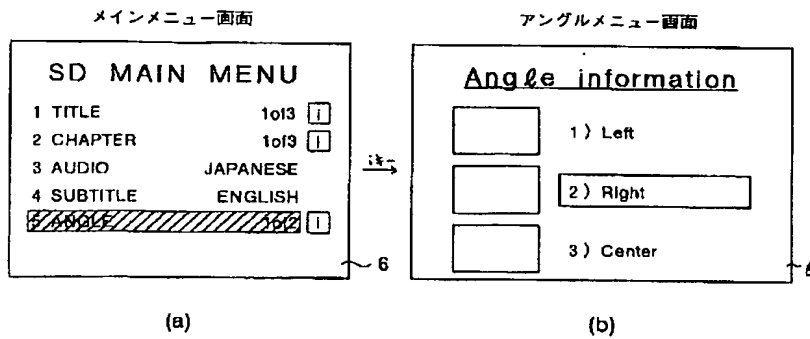 メインメニュー画面
SD MAIN MENU
1 TITLE 1of3 i
2 CHAPTER 1of3 i
3 AUDIO JAPANESE
4 SUBTITLE ENGLISH
5 ANGLE 1of2 i
6
(a)
アングルメニュー画面
Angle information
1) Left
2) Right
3) Center
6
(b)